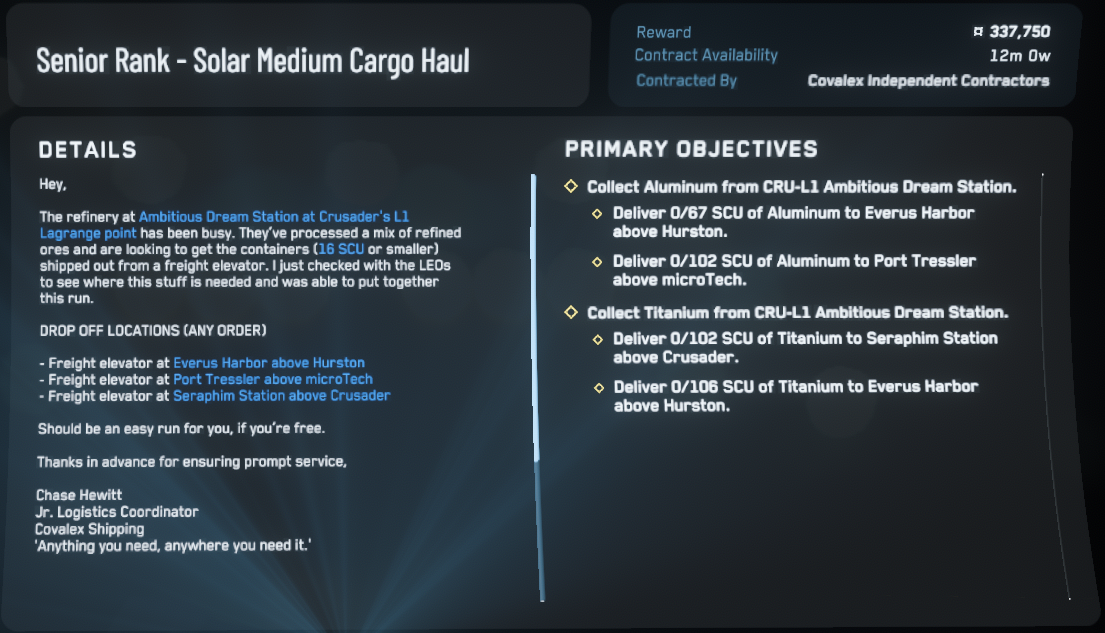 Senior Rank - Solar Medium Cargo Haul
Reward ¤ 337,750
Contract Availability 12m 0w
Contracted By Covalex Independent Contractors
DETAILS
Hey,
The refinery at Ambitious Dream Station at Crusader's L1
Lagrange point has been busy. They've processed a mix of refined
ores and are looking to get the containers (16 SCU or smaller)
shipped out from a freight elevator. I just checked with the LEOs
to see where this stuff is needed and was able to put together
this run.
DROP OFF LOCATIONS (ANY ORDER)
- Freight elevator at Everus Harbor above Hurston
- Freight elevator at Port Tressler above microTech
- Freight elevator at Seraphim Station above Crusader
Should be an easy run for you, if you're free.
Thanks in advance for ensuring prompt service,
Chase Hewitt
Jr. Logistics Coordinator
Covalex Shipping
'Anything you need, anywhere you need it.'
PRIMARY OBJECTIVES
Collect Aluminum from CRU-L1 Ambitious Dream Station.
Deliver 0/67 SCU of Aluminum to Everus Harbor
above Hurston.
Deliver 0/102 SCU of Aluminum to Port Tressler
above microTech.
Collect Titanium from CRU-L1 Ambitious Dream Station.
Deliver 0/102 SCU of Titanium to Seraphim Station
above Crusader.
Deliver 0/106 SCU of Titanium to Everus Harbor
above Hurston.